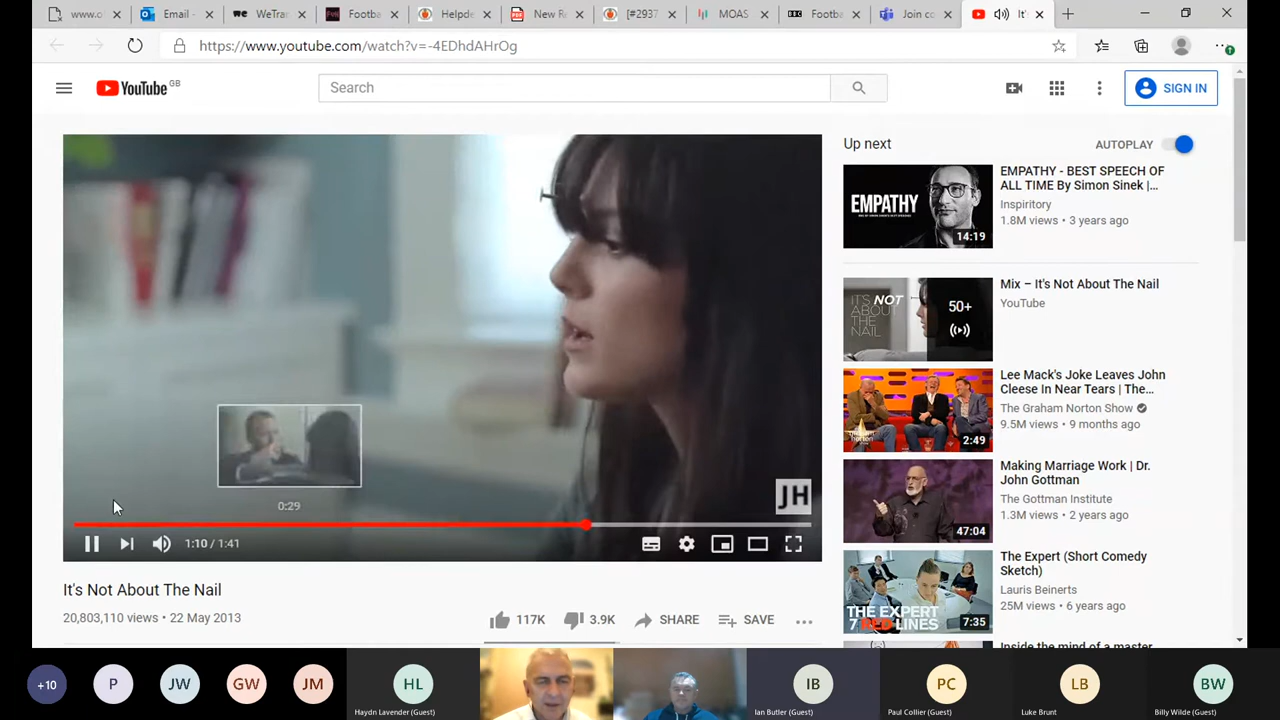 www.o
Email -
WeTra
Footba
Helpde
New R
[#2937
MOAS
Footba
Join co
It's
https://www.youtube.com/watch?v=-4EDhdAHrOg
YouTube GB
Search
SIGN IN
Up next
AUTOPLAY
EMPATHY
14:19
EMPATHY - BEST SPEECH OF
ALL TIME By Simon Sinek |...
Inspiritory
1.8M views • 3 years ago
IT'S NOT
ABOUT
THE
NAIL
50+
Mix – It's Not About The Nail
YouTube
2:49
Lee Mack's Joke Leaves John
Cleese In Near Tears | The...
The Graham Norton Show
9.5M views • 9 months ago
47:04
Making Marriage Work | Dr.
John Gottman
The Gottman Institute
1.3M views • 2 years ago
THE EXPERT
7 RED LINES
7:35
The Expert (Short Comedy
Sketch)
Lauris Beinerts
25M views • 6 years ago
Inside the mind of a master
JH
0:29
1:10 / 1:41
It's Not About The Nail
20,803,110 views • 22 May 2013
117K
3.9K
SHARE
SAVE
+10
P
JW
GW
JM
HL
Haydn Lavender (Guest)
IB
Ian Butler (Guest)
PC
Paul Collier (Guest)
LB
Luke Brunt
BW
Billy Wilde (Guest)